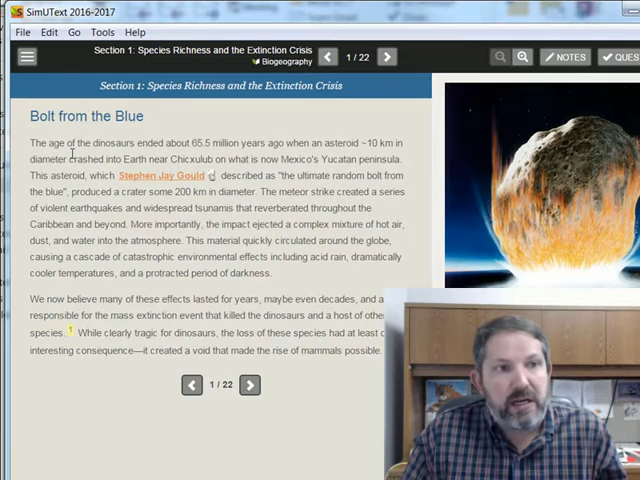 SimUText 2016-2017
File Edit Go Tools Help
Section 1: Species Richness and the Extinction Crisis
Biogeography
1 / 22
NOTES
QUES
Section 1: Species Richness and the Extinction Crisis
Bolt from the Blue
The age of the dinosaurs ended about 65.5 million years ago when an asteroid ~10 km in
diameter crashed into Earth near Chicxulub on what is now Mexico's Yucatan peninsula.
This asteroid, which Stephen Jay Gould described as "the ultimate random bolt from
the blue", produced a crater some 200 km in diameter. The meteor strike created a series
of violent earthquakes and widespread tsunamis that reverberated throughout the
Caribbean and beyond. More importantly, the impact ejected a complex mixture of hot air,
dust, and water into the atmosphere. This material quickly circulated around the globe,
causing a cascade of catastrophic environmental effects including acid rain, dramatically
cooler temperatures, and a protracted period of darkness.
We now believe many of these effects lasted for years, maybe even decades, and a
responsible for the mass extinction event that killed the dinosaurs and a host of othe
species. 1 While clearly tragic for dinosaurs, the loss of these species had at least o
interesting consequence—it created a void that made the rise of mammals possible.
1 / 22